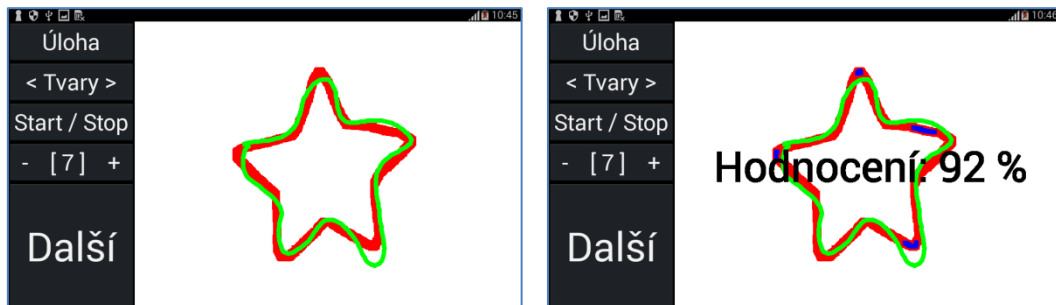 10:45
Úloha
< Tvary >
Start / Stop
- [ 7 ] +
Další
10:46
Úloha
< Tvary >
Start / Stop
- [ 7 ] +
Další
Hodnocení: 92 %